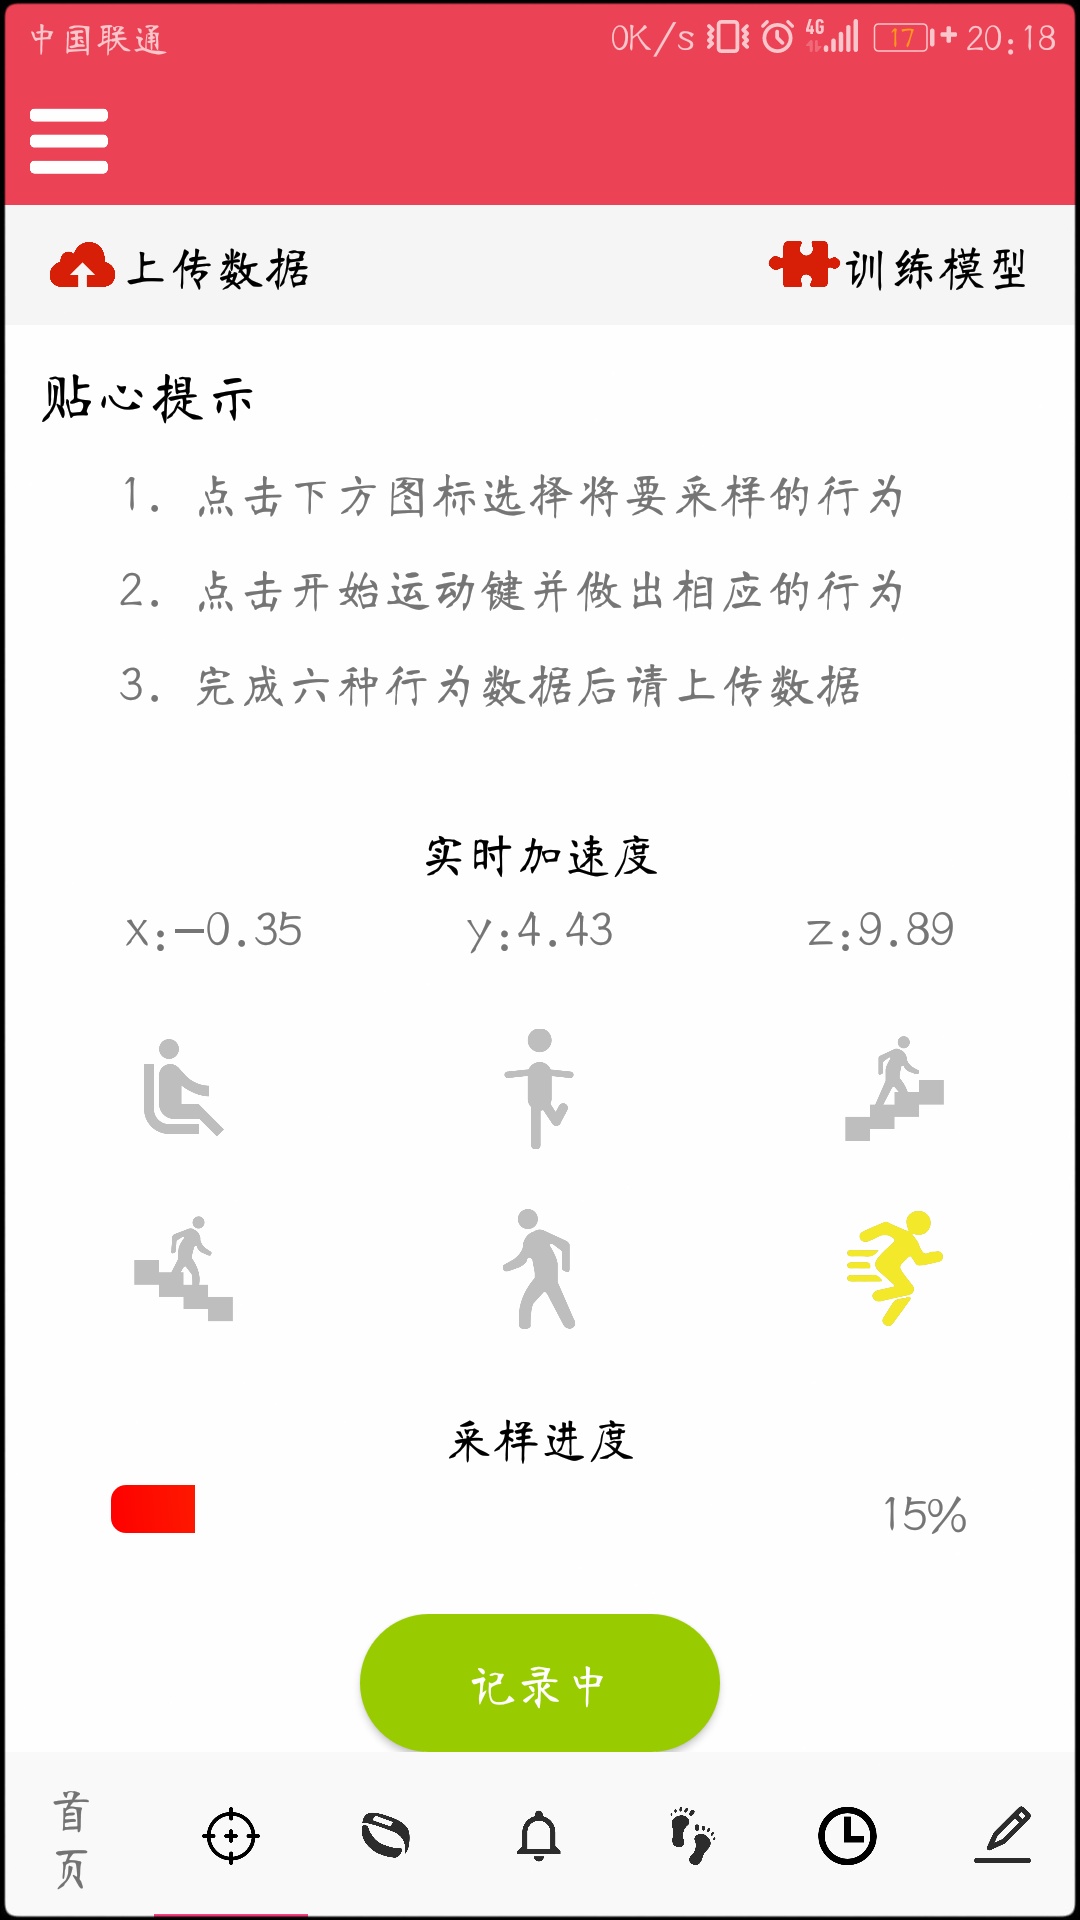 中国联通 0K/s 4G 17 20:18
上传数据 训练模型
贴心提示
1. 点击下方图标选择将要采样的行为
2. 点击开始运动键并做出相应的行为
3. 完成六种行为数据后请上传数据
实时加速度
x:-0.35 y:4.43 z:9.89
采样进度
15%
记录中
首页